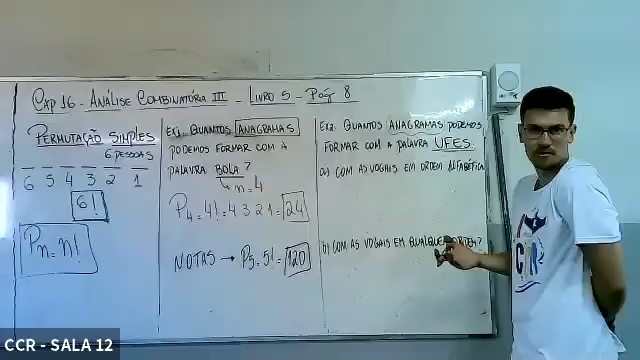 CAP 16 - ANÁLISE COMBINATÓRIA III - LIVRO 5 - PÁG 8
PERMUTAÇÃO SIMPLES
6 PESSOAS
6 5 4 3 2 1
6!
Pn = n!
EX1. QUANTOS ANAGRAMAS
PODEMOS FORMAR COM A
PALAVRA BOLA?
n=4
P4 = 4! = 4 3 2 1 = 24
NOTAS → P5 = 5! = 120
EX2. QUANTOS ANAGRAMAS PODEMOS
FORMAR COM A PALAVRA UFES.
a) COM AS VOGAIS EM ORDEM ALFABÉTICA
b) COM AS VOGAIS EM QUALQUER ORDEM?
CCR
CCR - SALA 12